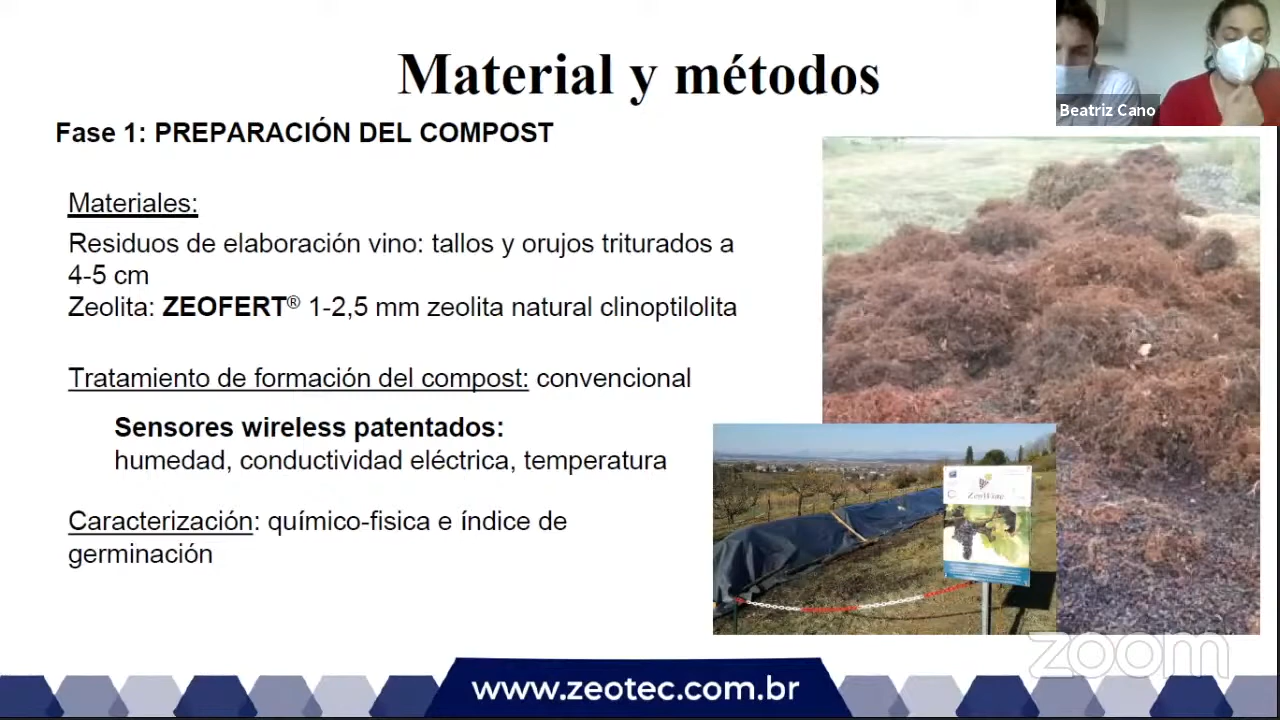 Material y métodos
Beatriz Cano
Fase 1: PREPARACIÓN DEL COMPOST
Materiales:
Residuos de elaboración vino: tallos y orujos triturados a
4-5 cm
Zeolita: ZEOFERT® 1-2,5 mm zeolita natural clinoptilolita
Tratamiento de formación del compost: convencional
Sensores wireless patentados:
humedad, conductividad eléctrica, temperatura
Caracterización: químico-fisica e índice de
germinación
zoom
www.zeotec.com.br